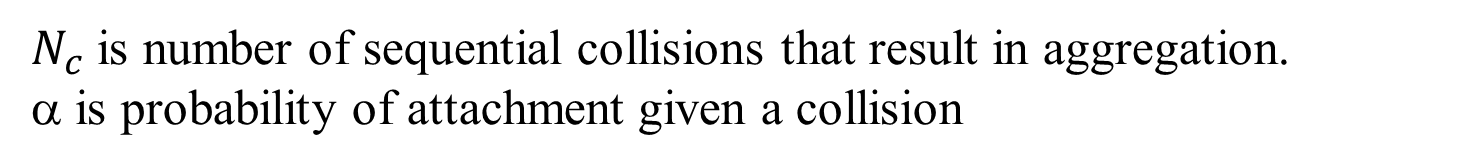 N_c is number of sequential collisions that result in aggregation.
α is probability of attachment given a collision